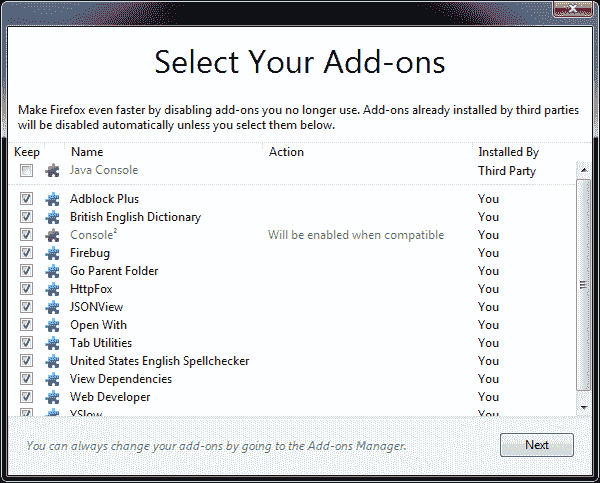 Select Your Add-ons
Make Firefox even faster by disabling add-ons you no longer use. Add-ons already installed by third parties
will be disabled automatically unless you select them below.
Keep Name Action Installed By
Java Console Third Party
Adblock Plus You
British English Dictionary You
Console² Will be enabled when compatible You
Firebug You
Go Parent Folder You
HttpFox You
JSONView You
Open With You
Tab Utilities You
United States English Spellchecker You
View Dependencies You
Web Developer You
YSlow You
You can always change your add-ons by going to the Add-ons Manager.
Next